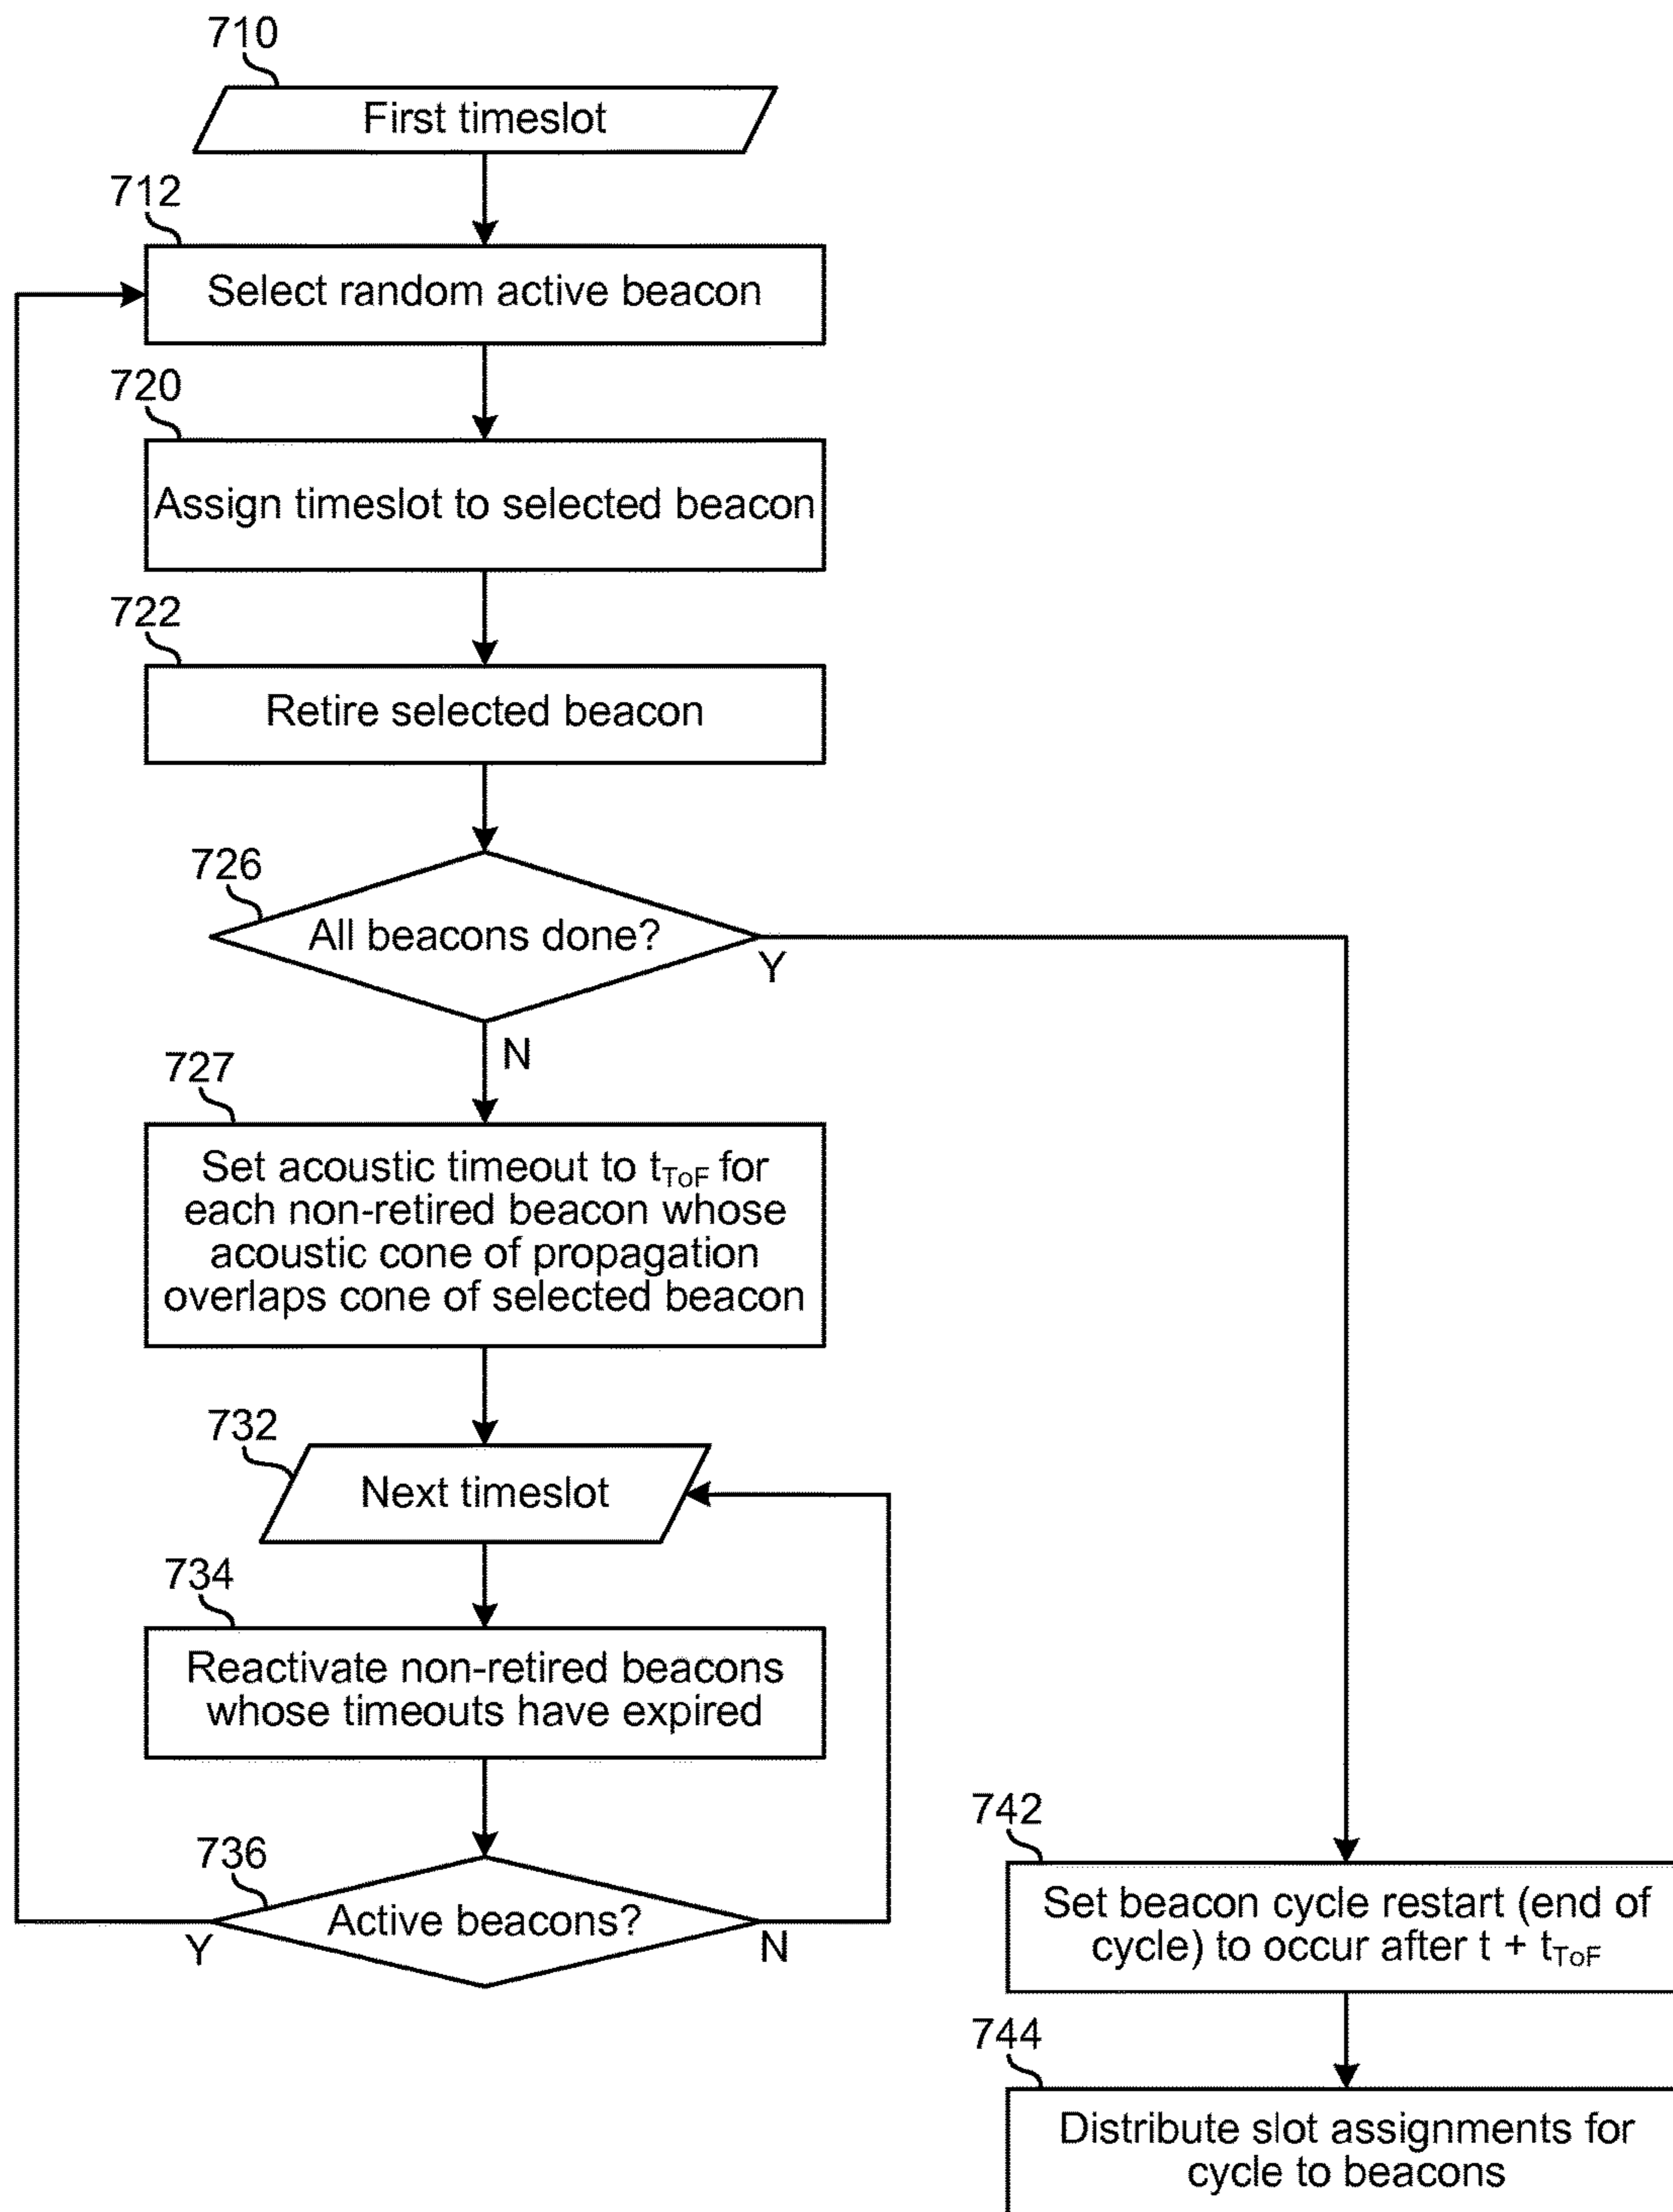 710
First timeslot
712
Select random active beacon
720
Assign timeslot to selected beacon
722
Retire selected beacon
726
All beacons done?
Y
N
727
Set acoustic timeout to tToF for
each non-retired beacon whose
acoustic cone of propagation
overlaps cone of selected beacon
732
Next timeslot
734
Reactivate non-retired beacons
whose timeouts have expired
736
Active beacons?
Y
N
742
Set beacon cycle restart (end of
cycle) to occur after t + tToF
744
Distribute slot assignments for
cycle to beacons